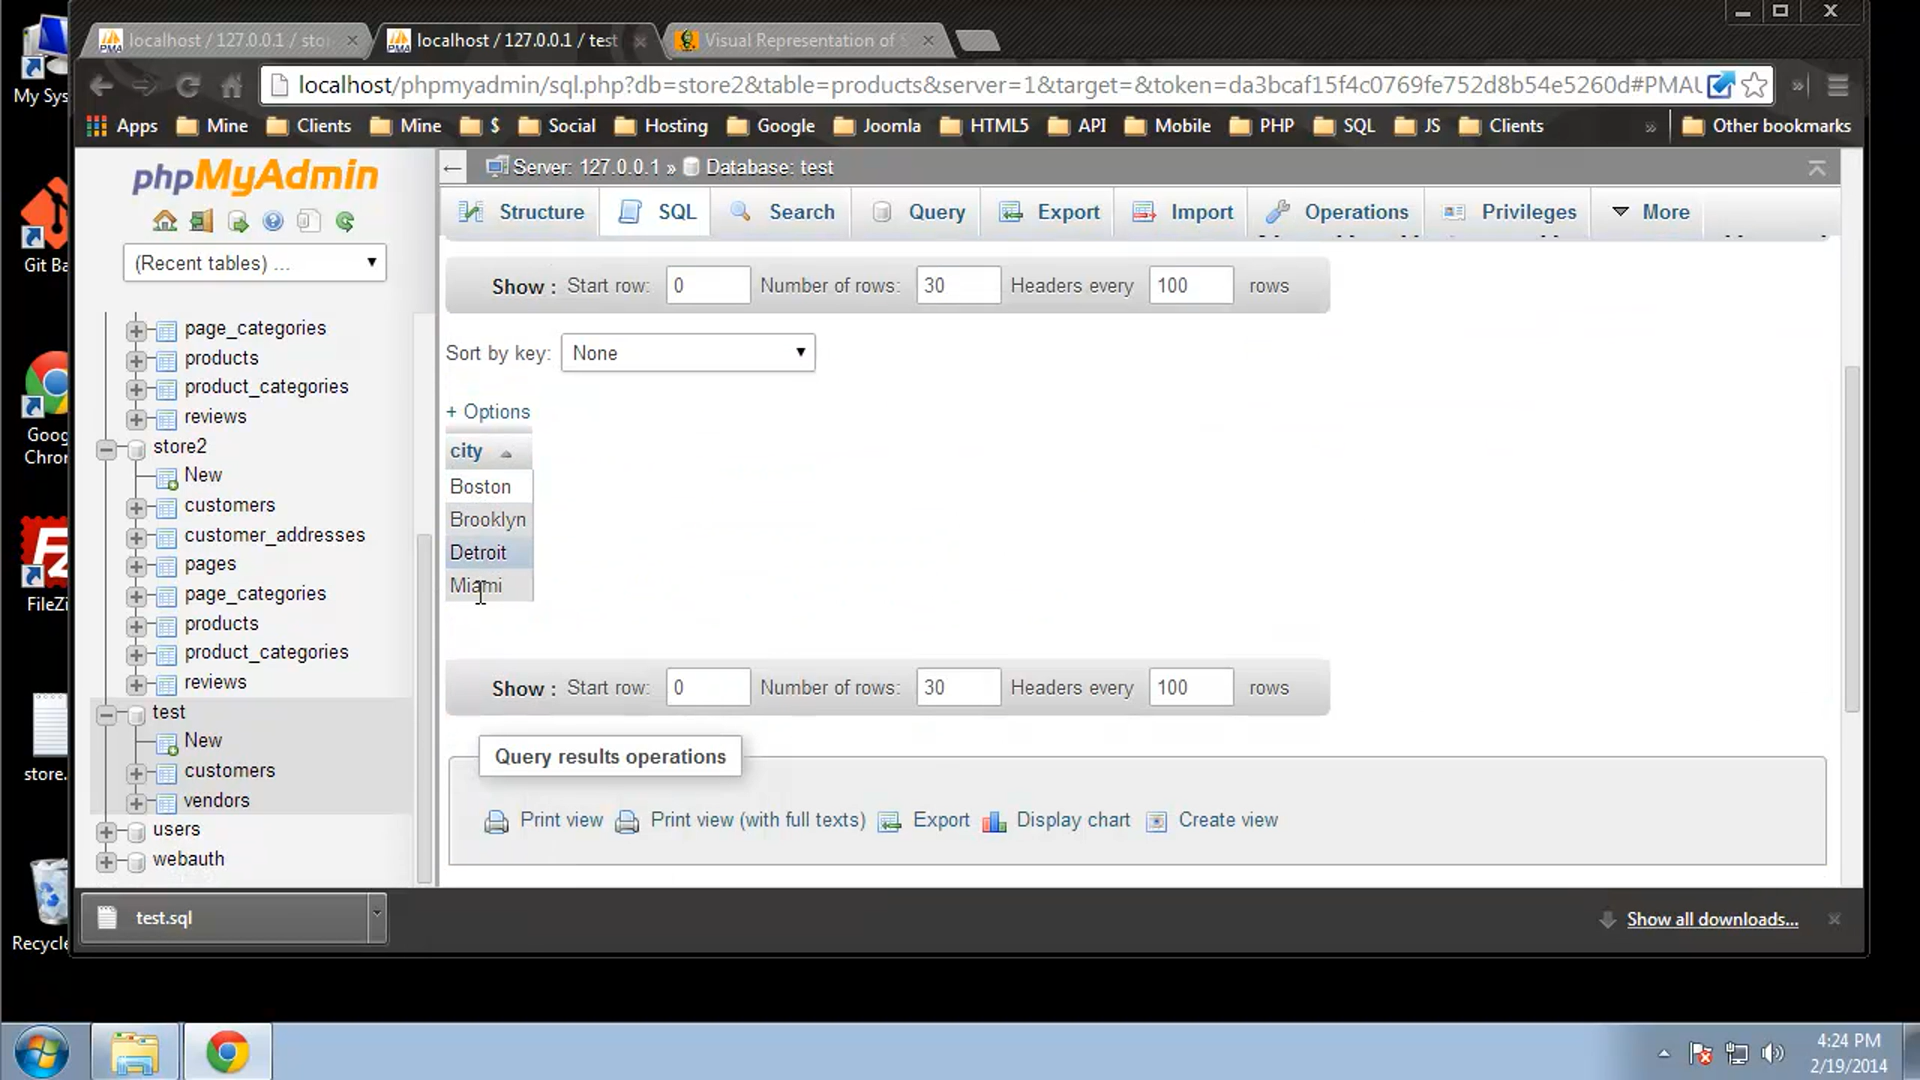 localhost / 127.0.0.1 / stor
localhost / 127.0.0.1 / test
Visual Representation of S
localhost/phpmyadmin/sql.php?db=store2&table=products&server=1&target=&token=da3bcaf15f4c0769fe752d8b54e5260d#PMAU
Apps
Mine
Clients
Mine
$
Social
Hosting
Google
Joomla
HTML5
API
Mobile
PHP
SQL
JS
Clients
»
Other bookmarks
My Sys
Git Ba
Goog
Chron
FileZi
store.
Recycle
phpMyAdmin
(Recent tables) ...
page_categories
products
product_categories
reviews
store2
New
customers
customer_addresses
pages
page_categories
products
product_categories
reviews
test
New
customers
vendors
users
webauth
Server: 127.0.0.1 » Database: test
Structure
SQL
Search
Query
Export
Import
Operations
Privileges
More
Show : Start row: 0 Number of rows: 30 Headers every 100 rows
Sort by key: None
+ Options
city
Boston
Brooklyn
Detroit
Miami
Show : Start row: 0 Number of rows: 30 Headers every 100 rows
Query results operations
Print view
Print view (with full texts)
Export
Display chart
Create view
test.sql
Show all downloads...
4:24 PM
2/19/2014